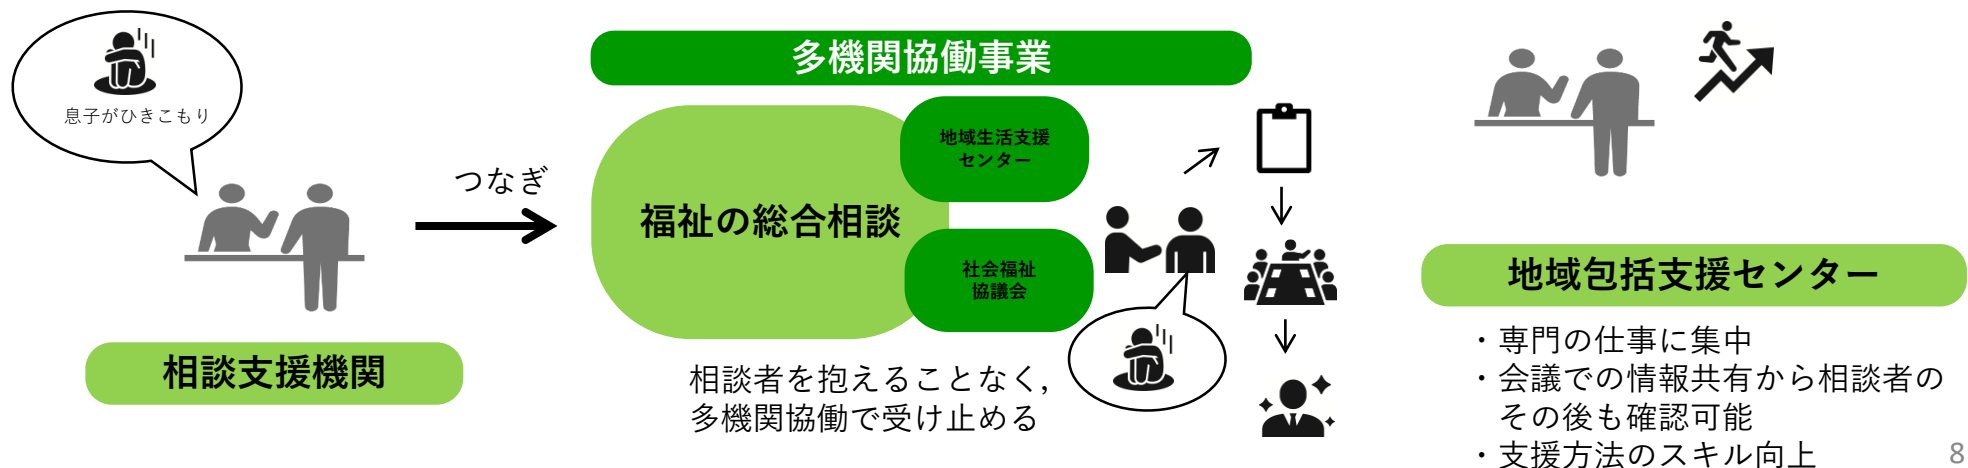 息子がひきこもり
相談支援機関
つなぎ
多機関協働事業
福祉の総合相談
地域生活支援
センター
社会福祉
協議会
相談者を抱えることなく,
多機関協働で受け止める
地域包括支援センター
・専門の仕事に集中
・会議での情報共有から相談者の
その後も確認可能
・支援方法のスキル向上
8